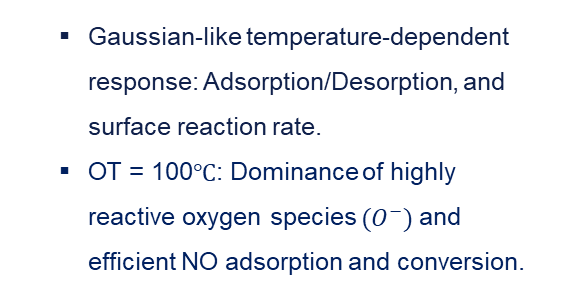 ▪ Gaussian-like temperature-dependent
response: Adsorption/Desorption, and
surface reaction rate.
▪ OT = 100℃: Dominance of highly
reactive oxygen species (O⁻) and
efficient NO adsorption and conversion.